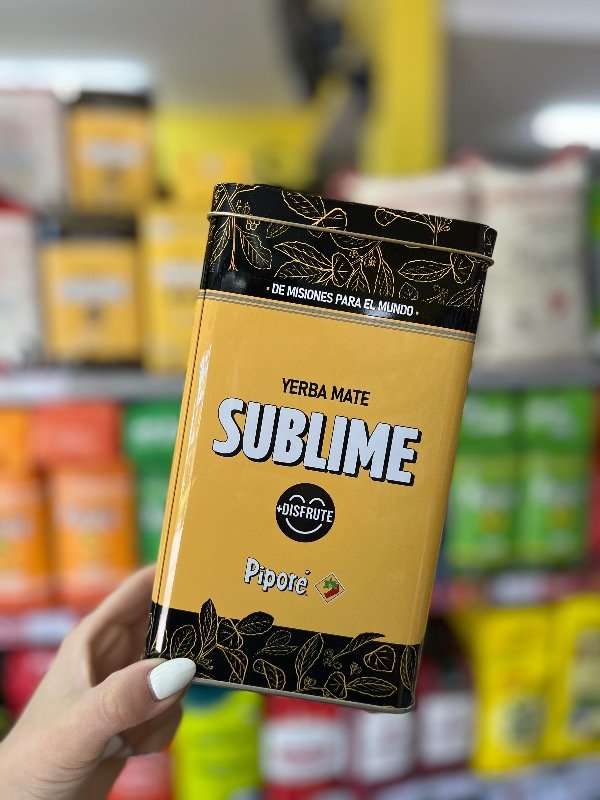 · DE MISIONES PARA EL MUNDO ·
YERBA MATE
SUBLIME
+DISFRUTE
Piporé